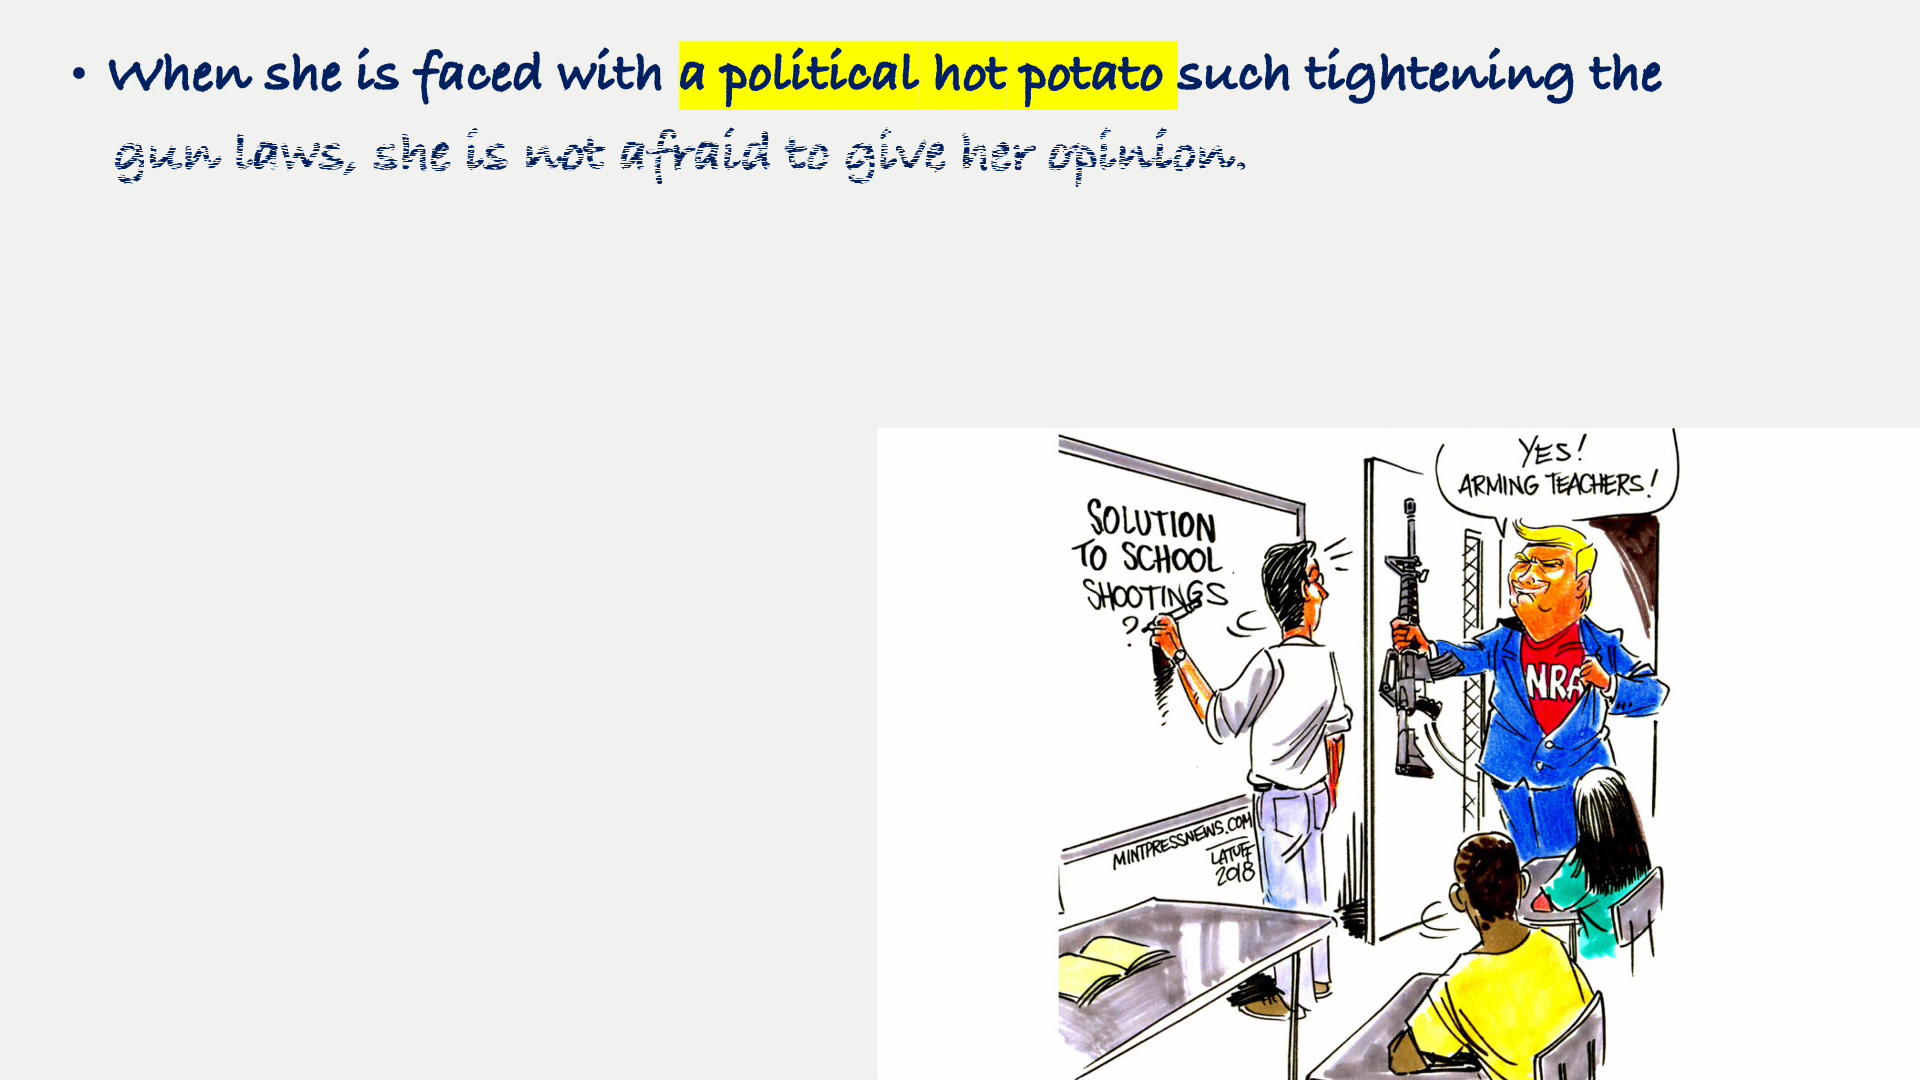 • When she is faced with a political hot potato such tightening the
gun laws, she is not afraid to give her opinion.
YES!
ARMING TEACHERS!
SOLUTION
TO SCHOOL
SHOOTINGS
?
NRA
MINTPRESSNEWS.COM
LATUFF
2018